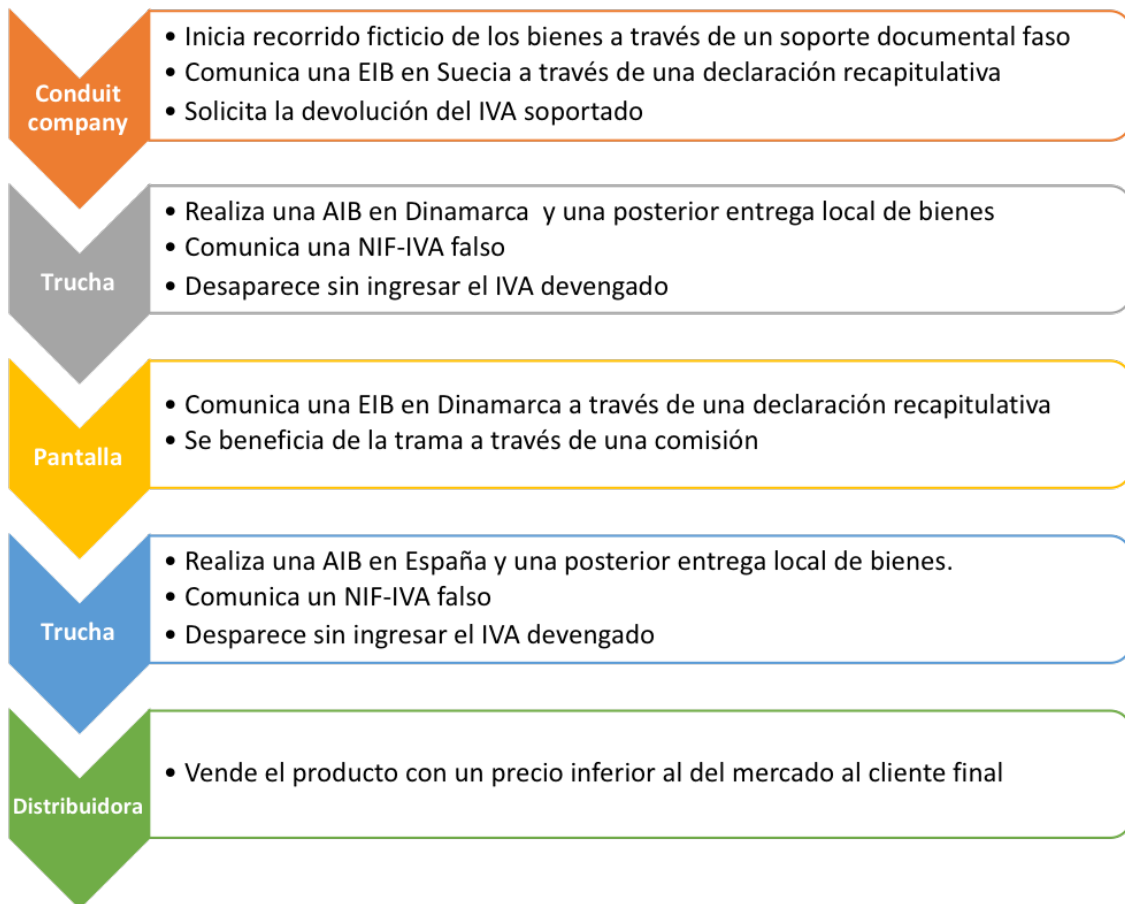 Conduit
company
• Inicia recorrido ficticio de los bienes a través de un soporte documental faso
• Comunica una EIB en Suecia a través de una declaración recapitulativa
• Solicita la devolución del IVA soportado
Trucha
• Realiza una AIB en Dinamarca y una posterior entrega local de bienes
• Comunica una NIF-IVA falso
• Desaparece sin ingresar el IVA devengado
Pantalla
• Comunica una EIB en Dinamarca a través de una declaración recapitulativa
• Se beneficia de la trama a través de una comisión
Trucha
• Realiza una AIB en España y una posterior entrega local de bienes.
• Comunica un NIF-IVA falso
• Desparece sin ingresar el IVA devengado
Distribuidora
• Vende el producto con un precio inferior al del mercado al cliente final